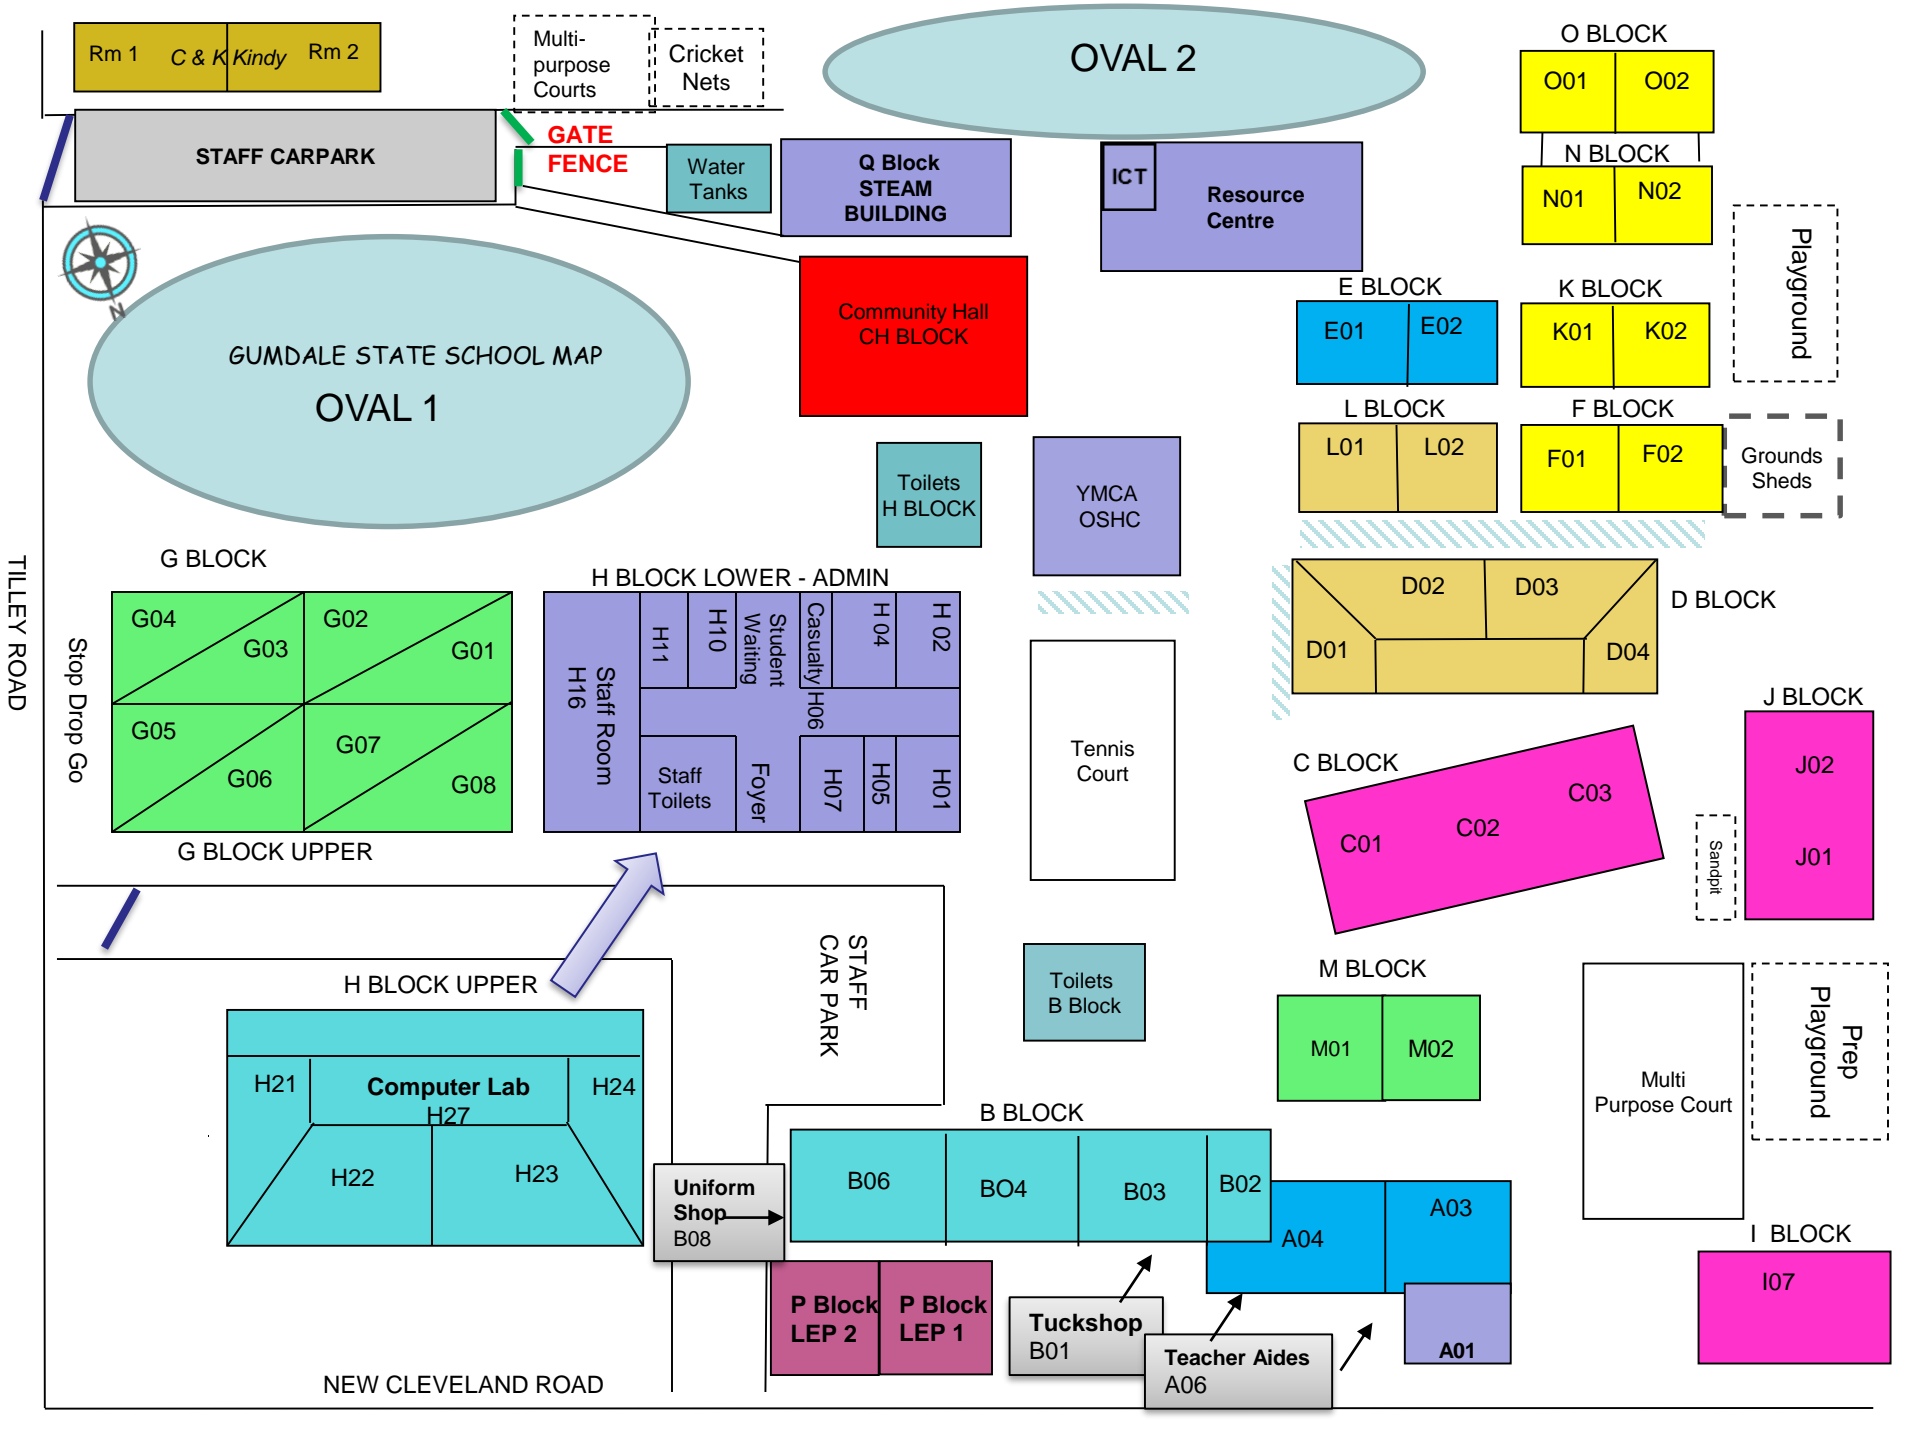 Rm 1
C & K Kindy
Rm 2
Multi-
purpose
Courts
Cricket
Nets
OVAL 2
O BLOCK
O01
O02
STAFF CARPARK
GATE
FENCE
Water
Tanks
Q Block
STEAM
BUILDING
ICT
Resource
Centre
N BLOCK
N01
N02
Playground
N
GUMDALE STATE SCHOOL MAP
OVAL 1
Community Hall
CH BLOCK
E BLOCK
E01
E02
K BLOCK
K01
K02
L BLOCK
L01
L02
F BLOCK
F01
F02
Grounds
Sheds
Toilets
H BLOCK
YMCA
OSHC
TILLEY ROAD
Stop Drop Go
G BLOCK
G04
G03
G02
G01
G05
G06
G07
G08
G BLOCK UPPER
H BLOCK LOWER - ADMIN
Staff Room
H16
H11
H10
Student
Waiting
Casualty H06
H 04
H 02
Staff
Toilets
Foyer
H07
H05
H01
Tennis
Court
D02
D03
D BLOCK
D01
D04
J BLOCK
J02
J01
C BLOCK
C01
C02
C03
Sandpit
STAFF
CAR PARK
Toilets
B Block
M BLOCK
M01
M02
Multi
Purpose Court
Prep
Playground
H BLOCK UPPER
H21
Computer Lab
H27
H24
H22
H23
B BLOCK
B06
BO4
B03
B02
Uniform
Shop
B08
A04
A03
A01
I BLOCK
I07
P Block
LEP 2
P Block
LEP 1
Tuckshop
B01
Teacher Aides
A06
NEW CLEVELAND ROAD